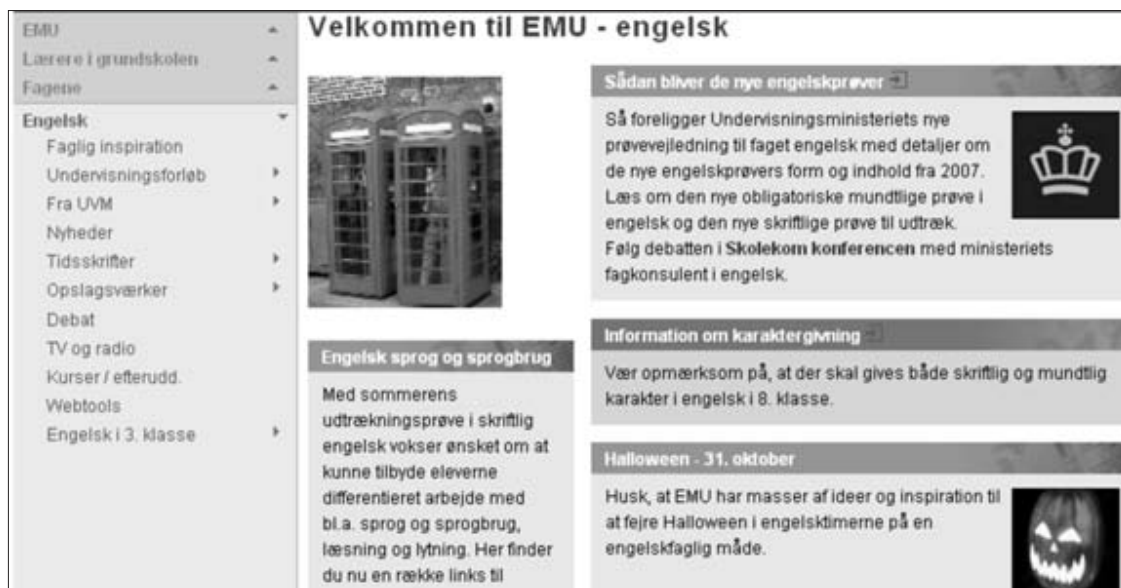 EMU
Lærere i grundskolen
Fagene
Engelsk
Faglig inspiration
Undervisningsforløb
Fra UVM
Nyheder
Tidsskrifter
Opslagsværker
Debat
TV og radio
Kurser / efterudd.
Webtools
Engelsk i 3. klasse
Velkommen til EMU - engelsk
Engelsk sprog og sprogbrug
Med sommerens
udtrækningsprøve i skriftlig
engelsk vokser ønsket om at
kunne tilbyde eleverne
differentieret arbejde med
bl.a. sprog og sprogbrug,
læsning og lytning. Her finder
du nu en række links til
Sådan bliver de nye engelskprøver
Så foreligger Undervisningsministeriets nye
prøvevejledning til faget engelsk med detaljer om
de nye engelskprøvers form og indhold fra 2007.
Læs om den nye obligatoriske mundtlige prøve i
engelsk og den nye skriftlige prøve til udtræk.
Følg debatten i Skolekom konferencen med ministeriets
fagkonsulent i engelsk.
Information om karaktergivning
Vær opmærksom på, at der skal gives både skriftlig og mundtlig
karakter i engelsk i 8. klasse.
Halloween - 31. oktober
Husk, at EMU har masser af ideer og inspiration til
at fejre Halloween i engelsktimerne på en
engelskfaglig måde.